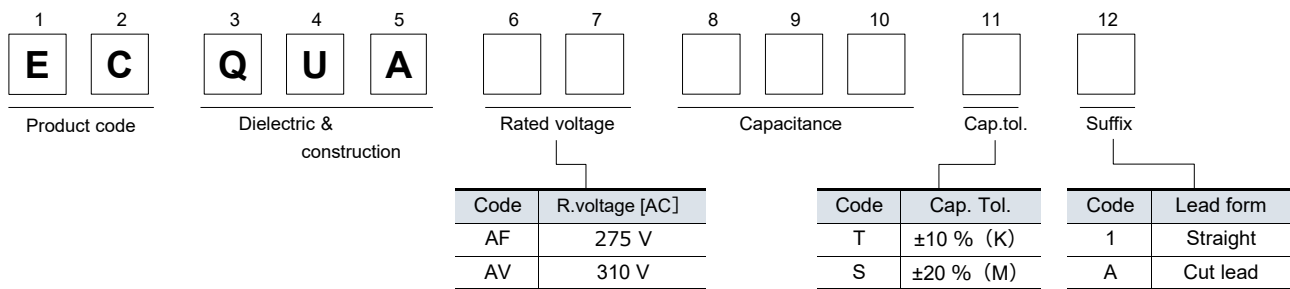 1 2 3 4 5 6 7 8 9 10 11 12
E C Q U A
Product code Dielectric & Rated voltage Capacitance Cap.tol. Suffix
construction
Code R.voltage [AC] Code Cap. Tol. Code Lead form
AF 275 V T ±10 %（K） 1 Straight
AV 310 V S ±20 %（M） A Cut lead